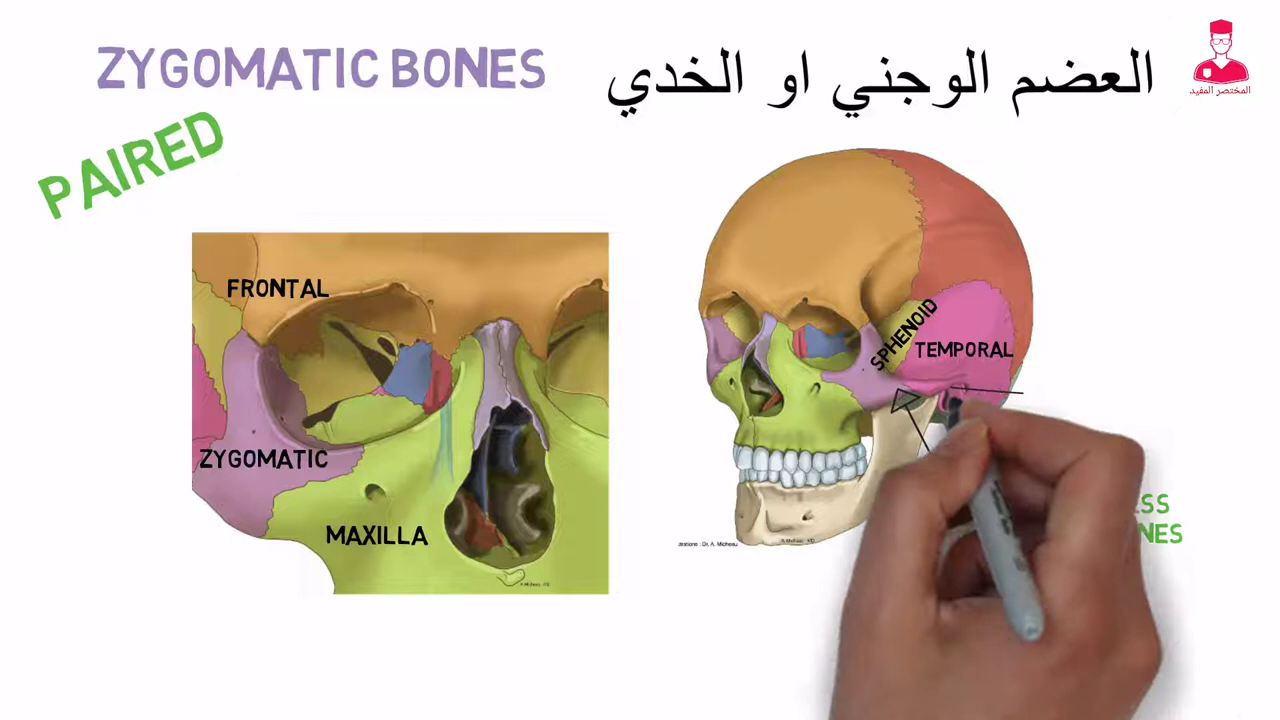 ZYGOMATIC BONES
العضم الوجني او الخدي
المختصر المفيد
PAIRED
FRONTAL
ZYGOMATIC
MAXILLA
SPHENOID
TEMPORAL